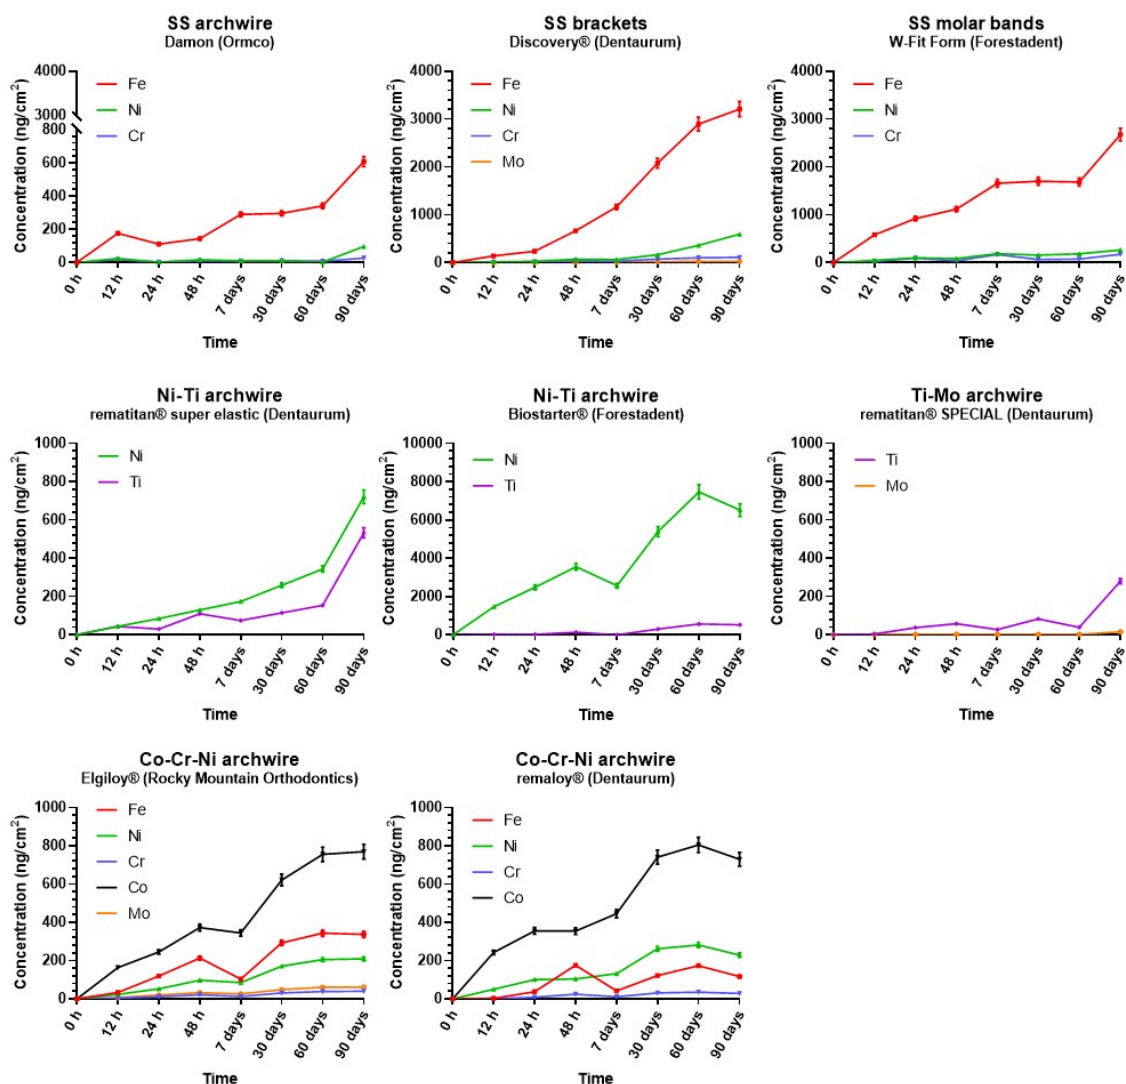 SS archwire
Damon (Ormco)
Concentration (ng/cm²)
4000
3000
800
600
400
200
0
Fe
Ni
Cr
0 h
12 h
24 h
48 h
7 days
30 days
60 days
90 days
Time
SS brackets
Discovery® (Dentaurum)
Concentration (ng/cm²)
4000
3000
2000
1000
0
Fe
Ni
Cr
Mo
0 h
12 h
24 h
48 h
7 days
30 days
60 days
90 days
Time
SS molar bands
W-Fit Form (Forestadent)
Concentration (ng/cm²)
4000
3000
2000
1000
0
Fe
Ni
Cr
0 h
12 h
24 h
48 h
7 days
30 days
60 days
90 days
Time
Ni-Ti archwire
rematitan® super elastic (Dentaurum)
Concentration (ng/cm²)
1000
800
600
400
200
0
Ni
Ti
0 h
12 h
24 h
48 h
7 days
30 days
60 days
90 days
Time
Ni-Ti archwire
Biostarter® (Forestadent)
Concentration (ng/cm²)
10000
8000
6000
4000
2000
0
Ni
Ti
0 h
12 h
24 h
48 h
7 days
30 days
60 days
90 days
Time
Ti-Mo archwire
rematitan® SPECIAL (Dentaurum)
Concentration (ng/cm²)
1000
800
600
400
200
0
Ti
Mo
0 h
12 h
24 h
48 h
7 days
30 days
60 days
90 days
Time
Co-Cr-Ni archwire
Elgiloy® (Rocky Mountain Orthodontics)
Concentration (ng/cm²)
1000
800
600
400
200
0
Fe
Ni
Cr
Co
Mo
0 h
12 h
24 h
48 h
7 days
30 days
60 days
90 days
Time
Co-Cr-Ni archwire
remaloy® (Dentaurum)
Concentration (ng/cm²)
1000
800
600
400
200
0
Fe
Ni
Cr
Co
0 h
12 h
24 h
48 h
7 days
30 days
60 days
90 days
Time